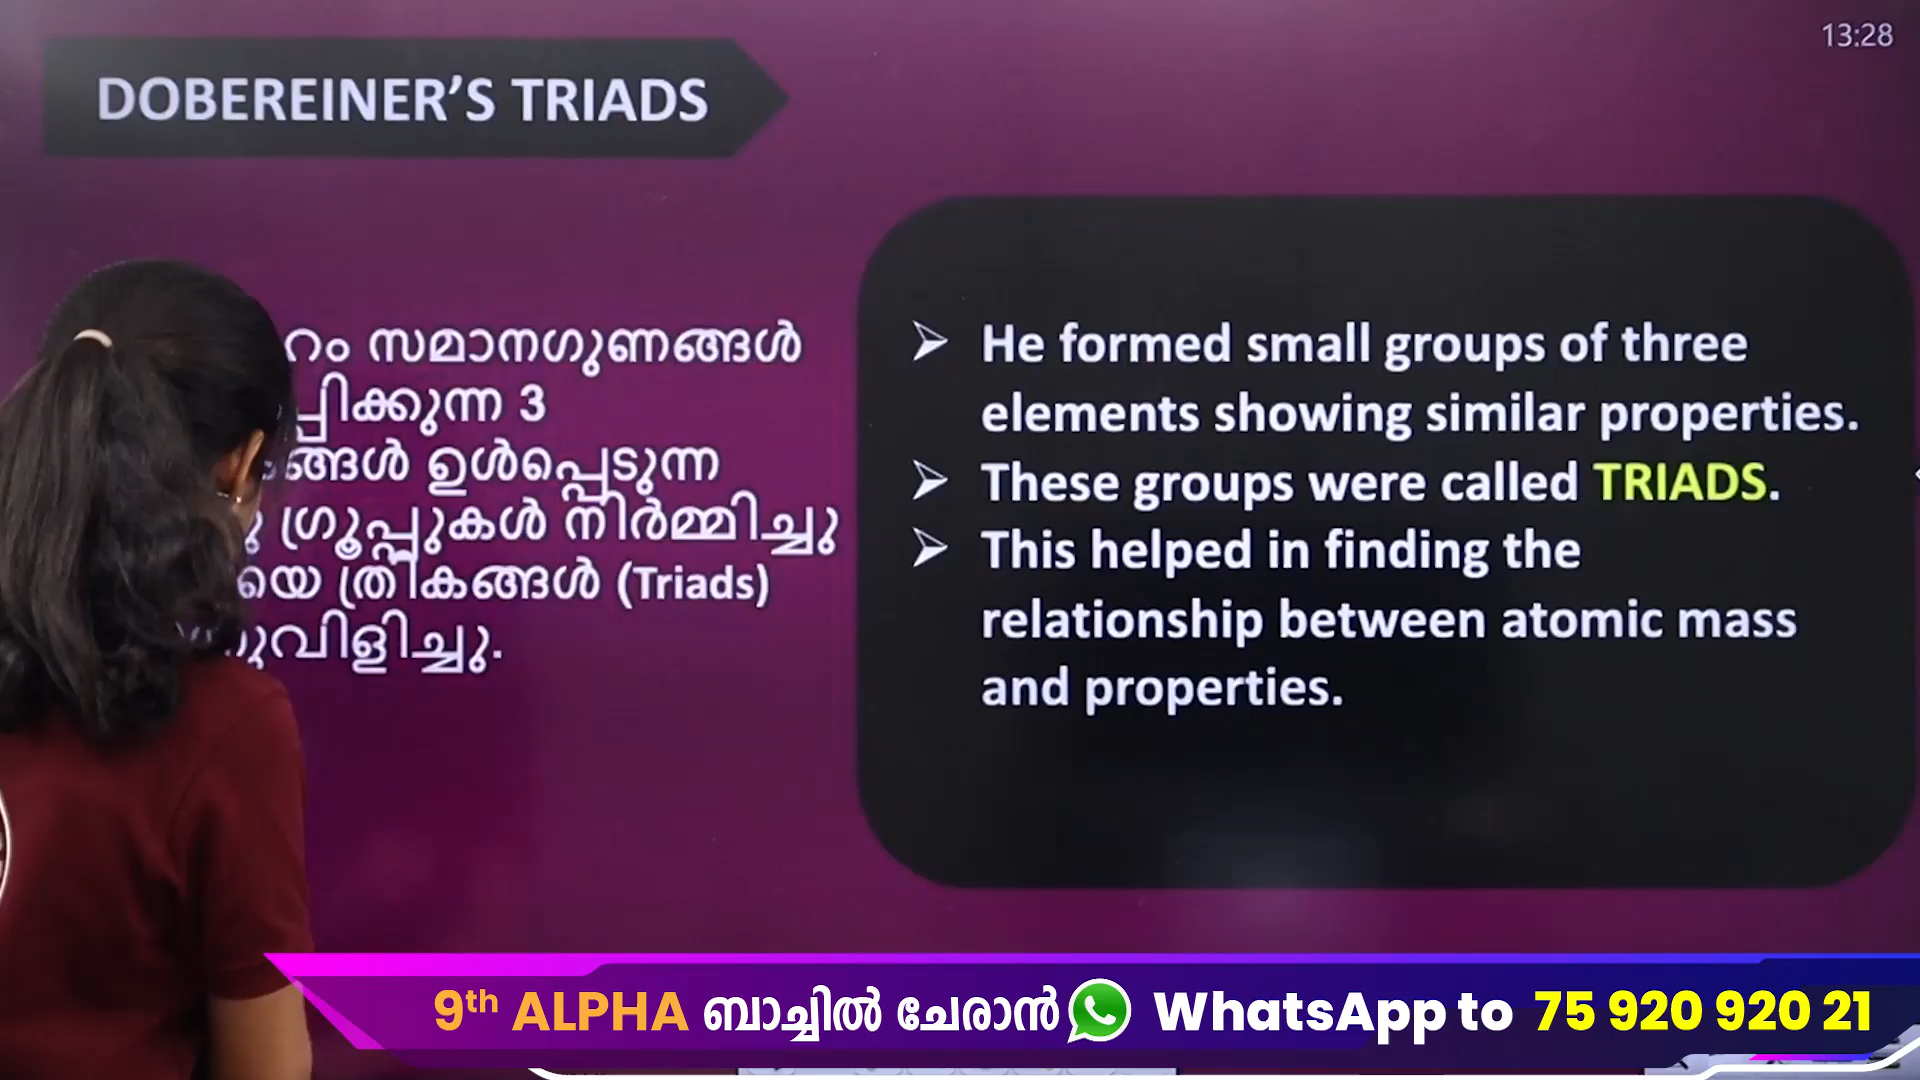 13:28
DOBEREINER’S TRIADS
സമാനഗുണങ്ങൾ
3
ഉൾപ്പെടുന്ന
ഗ്രൂപ്പുകൾ നിർമ്മിച്ചു
ത്രികങ്ങൾ (Triads)
➢ He formed small groups of three
elements showing similar properties.
➢ These groups were called TRIADS.
➢ This helped in finding the
relationship between atomic mass
and properties.
9th ALPHA ബാച്ചിൽ ചേരാൻ WhatsApp to 75 920 920 21